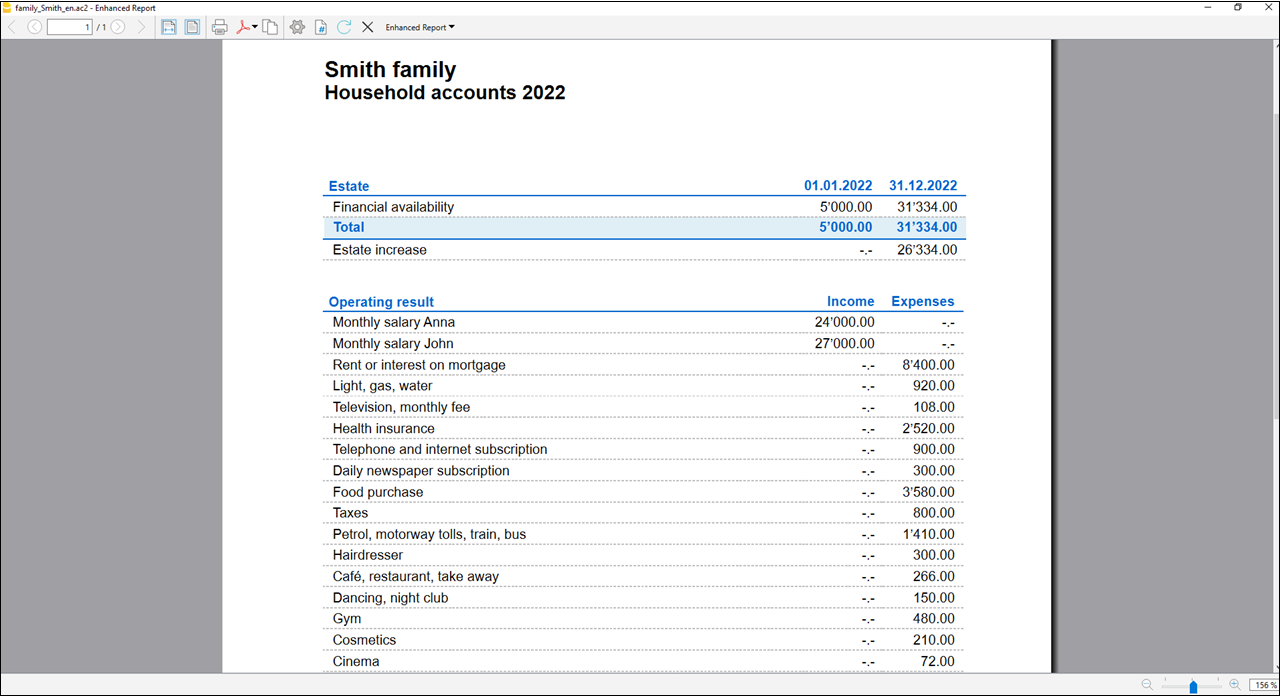 family_Smith_en.ac2 - Enhanced Report
1 / 1 Enhanced Report
Smith family
Household accounts 2022
Estate 01.01.2022 31.12.2022
Financial availability 5'000.00 31'334.00
Total 5'000.00 31'334.00
Estate increase -.- 26'334.00
Operating result Income Expenses
Monthly salary Anna 24'000.00 -.-
Monthly salary John 27'000.00 -.-
Rent or interest on mortgage -.- 8'400.00
Light, gas, water -.- 920.00
Television, monthly fee -.- 108.00
Health insurance -.- 2'520.00
Telephone and internet subscription -.- 900.00
Daily newspaper subscription -.- 300.00
Food purchase -.- 3'580.00
Taxes -.- 800.00
Petrol, motorway tolls, train, bus -.- 1'410.00
Hairdresser -.- 300.00
Café, restaurant, take away -.- 266.00
Dancing, night club -.- 150.00
Gym -.- 480.00
Cosmetics -.- 210.00
Cinema -.- 72.00
156 %